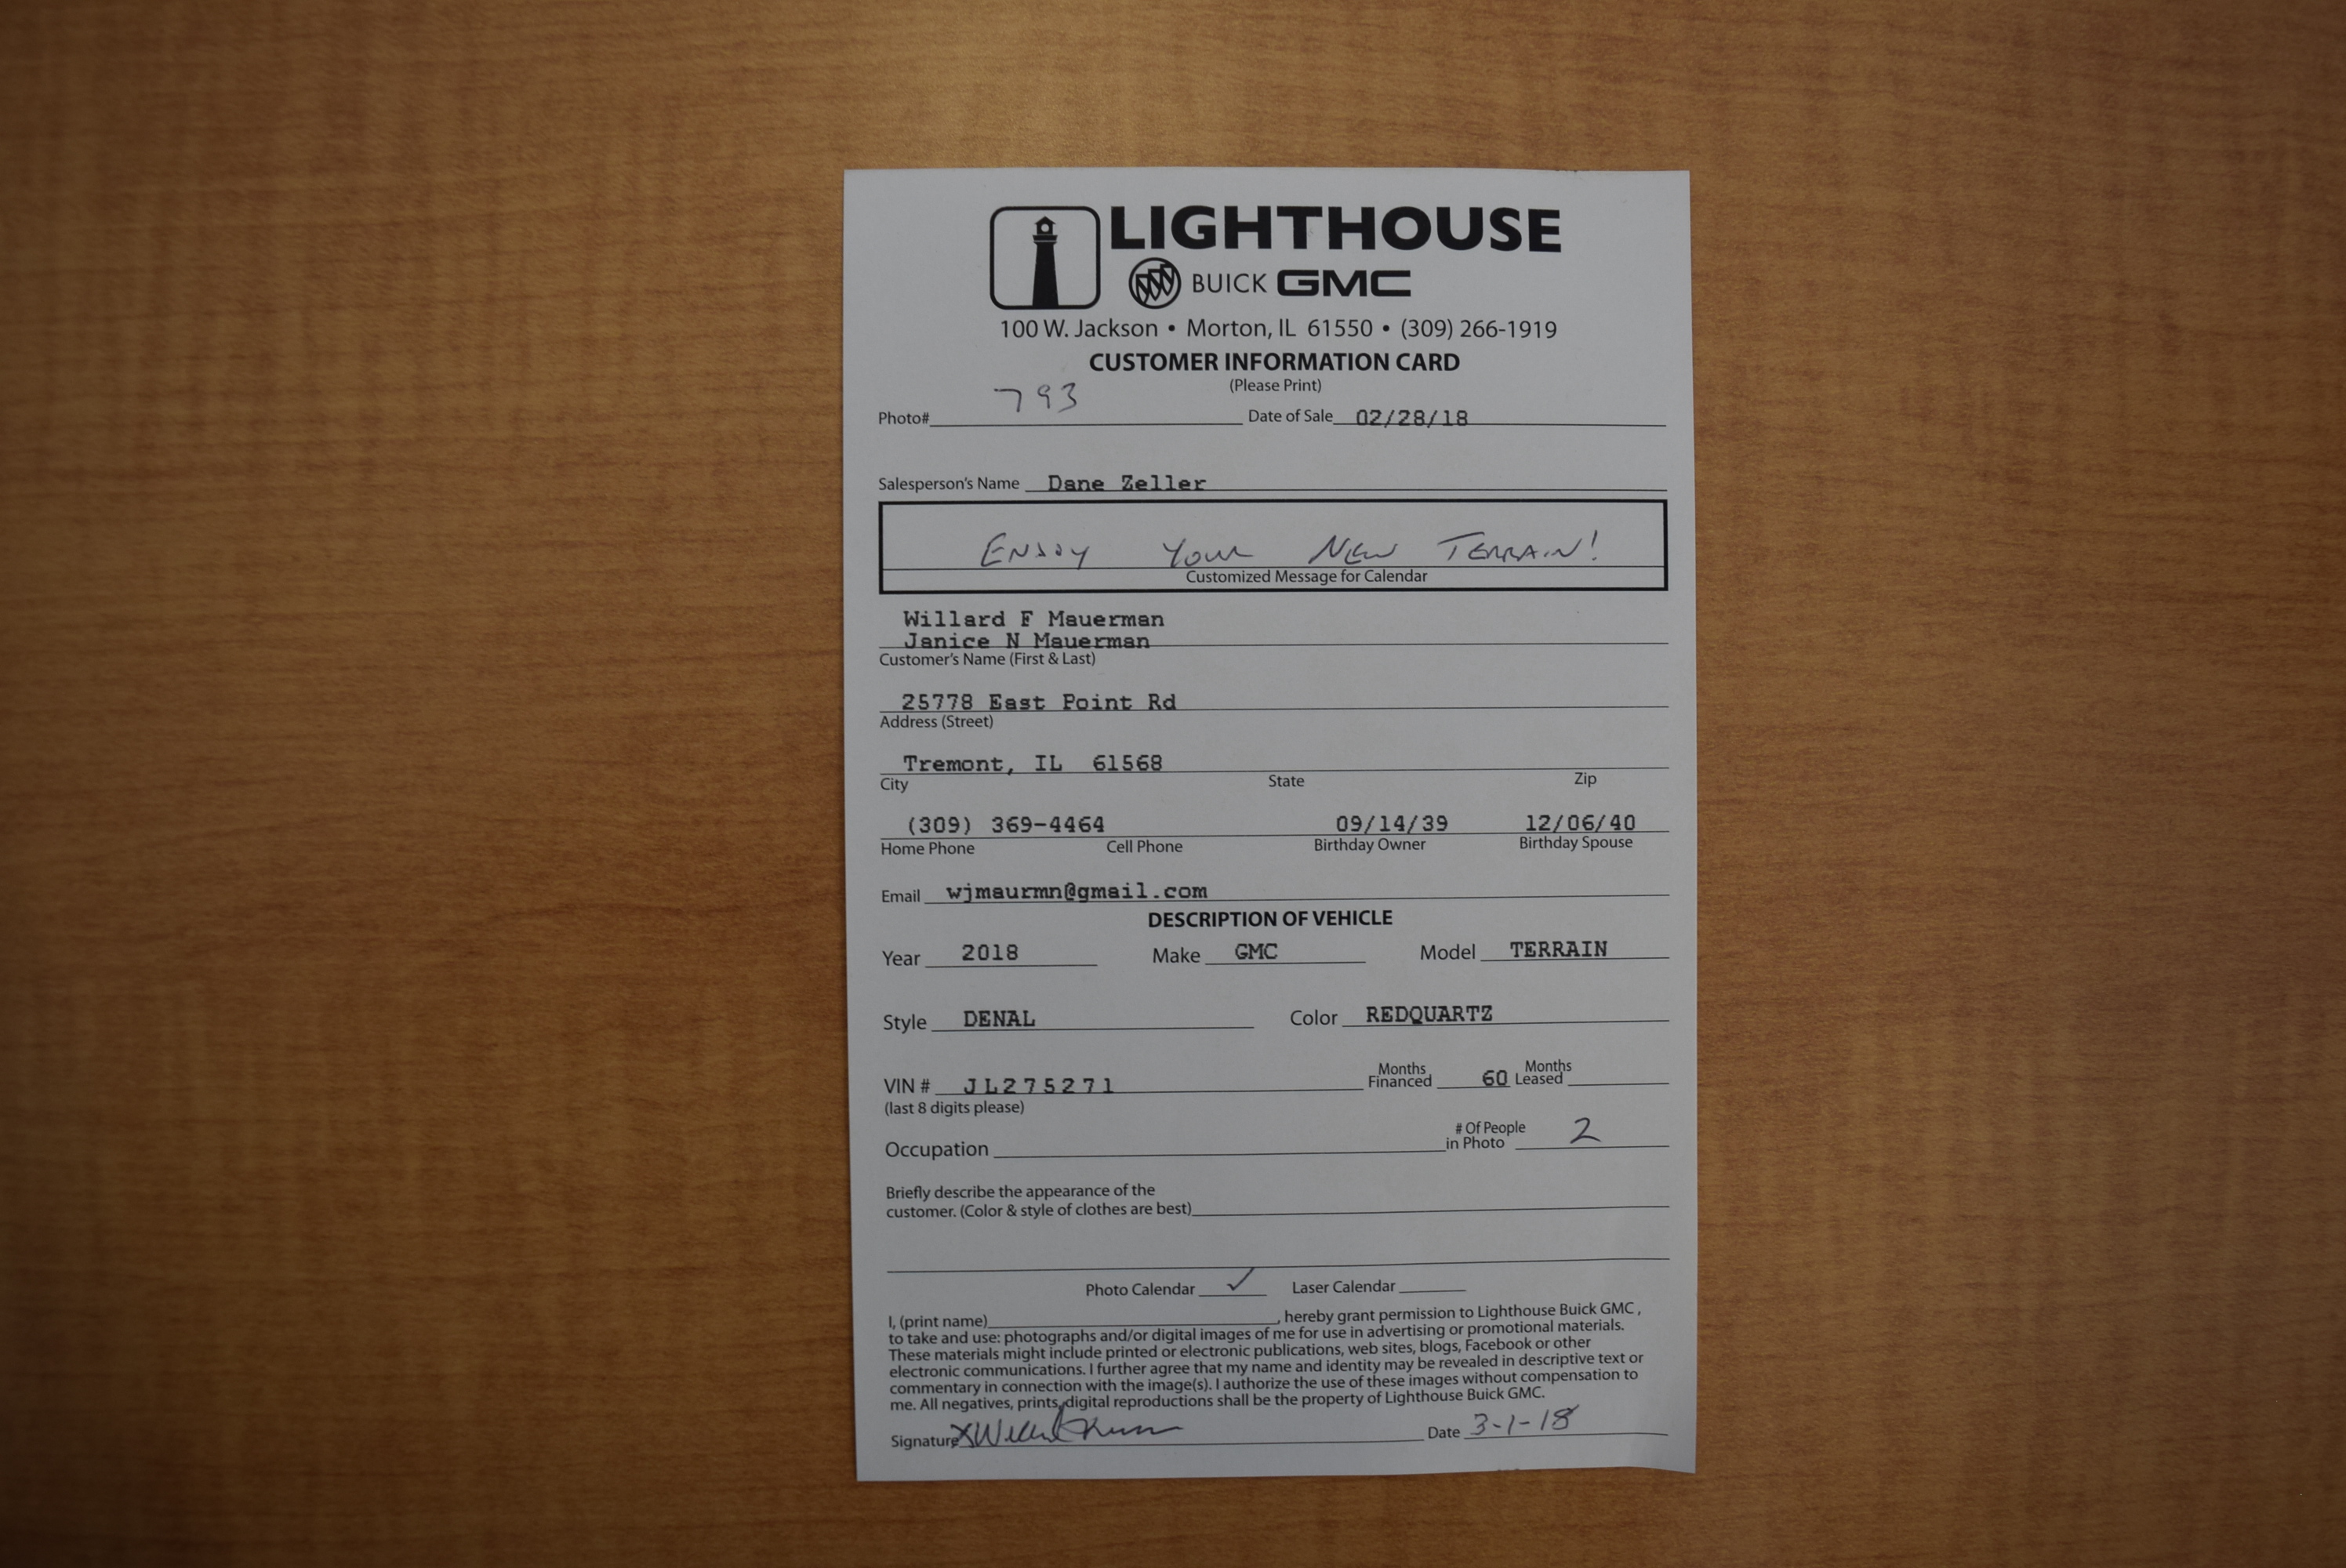 LIGHTHOUSE
BUICK GMC
100 W. Jackson • Morton, IL 61550 • (309) 266-1919
CUSTOMER INFORMATION CARD
(Please Print)
Photo# 793 Date of Sale 02/28/18
Salesperson's Name Dane Zeller
ENJOY YOUR NEW TERRAIN!
Customized Message for Calendar
Willard F Mauerman
Janice N Mauerman
Customer's Name (First & Last)
25778 East Point Rd
Address (Street)
Tremont, IL 61568
City State Zip
(309) 369-4464 09/14/39 12/06/40
Home Phone Cell Phone Birthday Owner Birthday Spouse
Email wjmaurmn@gmail.com
DESCRIPTION OF VEHICLE
Year 2018 Make GMC Model TERRAIN
Style DENAL Color REDQUARTZ
VIN # JL275271 Months Financed 60 Months Leased
(last 8 digits please)
Occupation # Of People in Photo 2
Briefly describe the appearance of the
customer. (Color & style of clothes are best)
Photo Calendar ✓ Laser Calendar
I, (print name) , hereby grant permission to Lighthouse Buick GMC ,
to take and use: photographs and/or digital images of me for use in advertising or promotional materials.
These materials might include printed or electronic publications, web sites, blogs, Facebook or other
electronic communications. I further agree that my name and identity may be revealed in descriptive text or
commentary in connection with the image(s). I authorize the use of these images without compensation to
me. All negatives, prints, digital reproductions shall be the property of Lighthouse Buick GMC.
Signature X Date 3-1-18